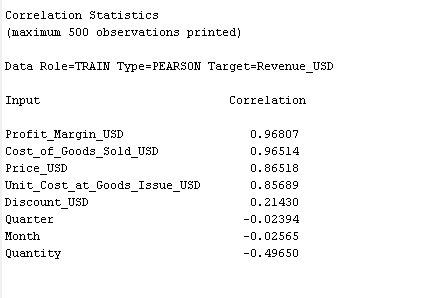 Correlation Statistics
(maximum 500 observations printed)
Data Role=TRAIN Type=PEARSON Target=Revenue_USD
Input Correlation
Profit_Margin_USD 0.96807
Cost_of_Goods_Sold_USD 0.96514
Price_USD 0.86518
Unit_Cost_at_Goods_Issue_USD 0.85689
Discount_USD 0.21430
Quarter -0.02394
Month -0.02565
Quantity -0.49650